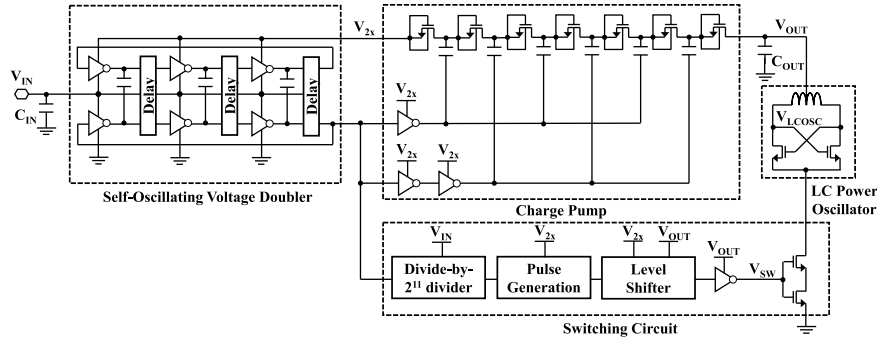 V2x
VOUT
COUT
VIN
CIN
Delay
Delay
Delay
V2x
V2x
V2x
Self-Oscillating Voltage Doubler
Charge Pump
VLCOSC
LC Power
Oscillator
VIN
V2x
V2x
VOUT
VOUT
VSW
Divide-by-
2¹¹ divider
Pulse
Generation
Level
Shifter
Switching Circuit